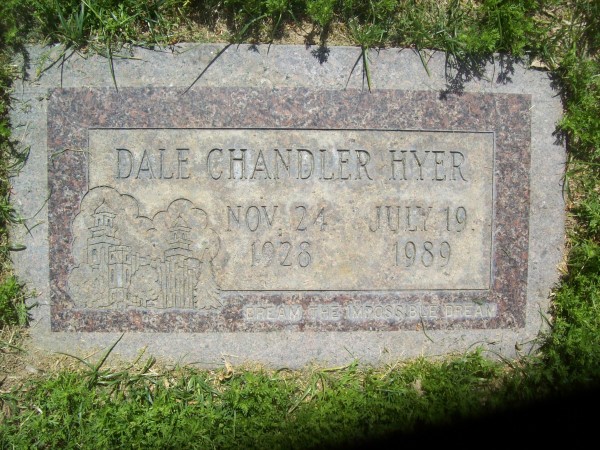 DALE CHANDLER HYER
NOV. 24 JULY 19.
1928 1989
DREAM THE IMPOSSIBLE DREAM